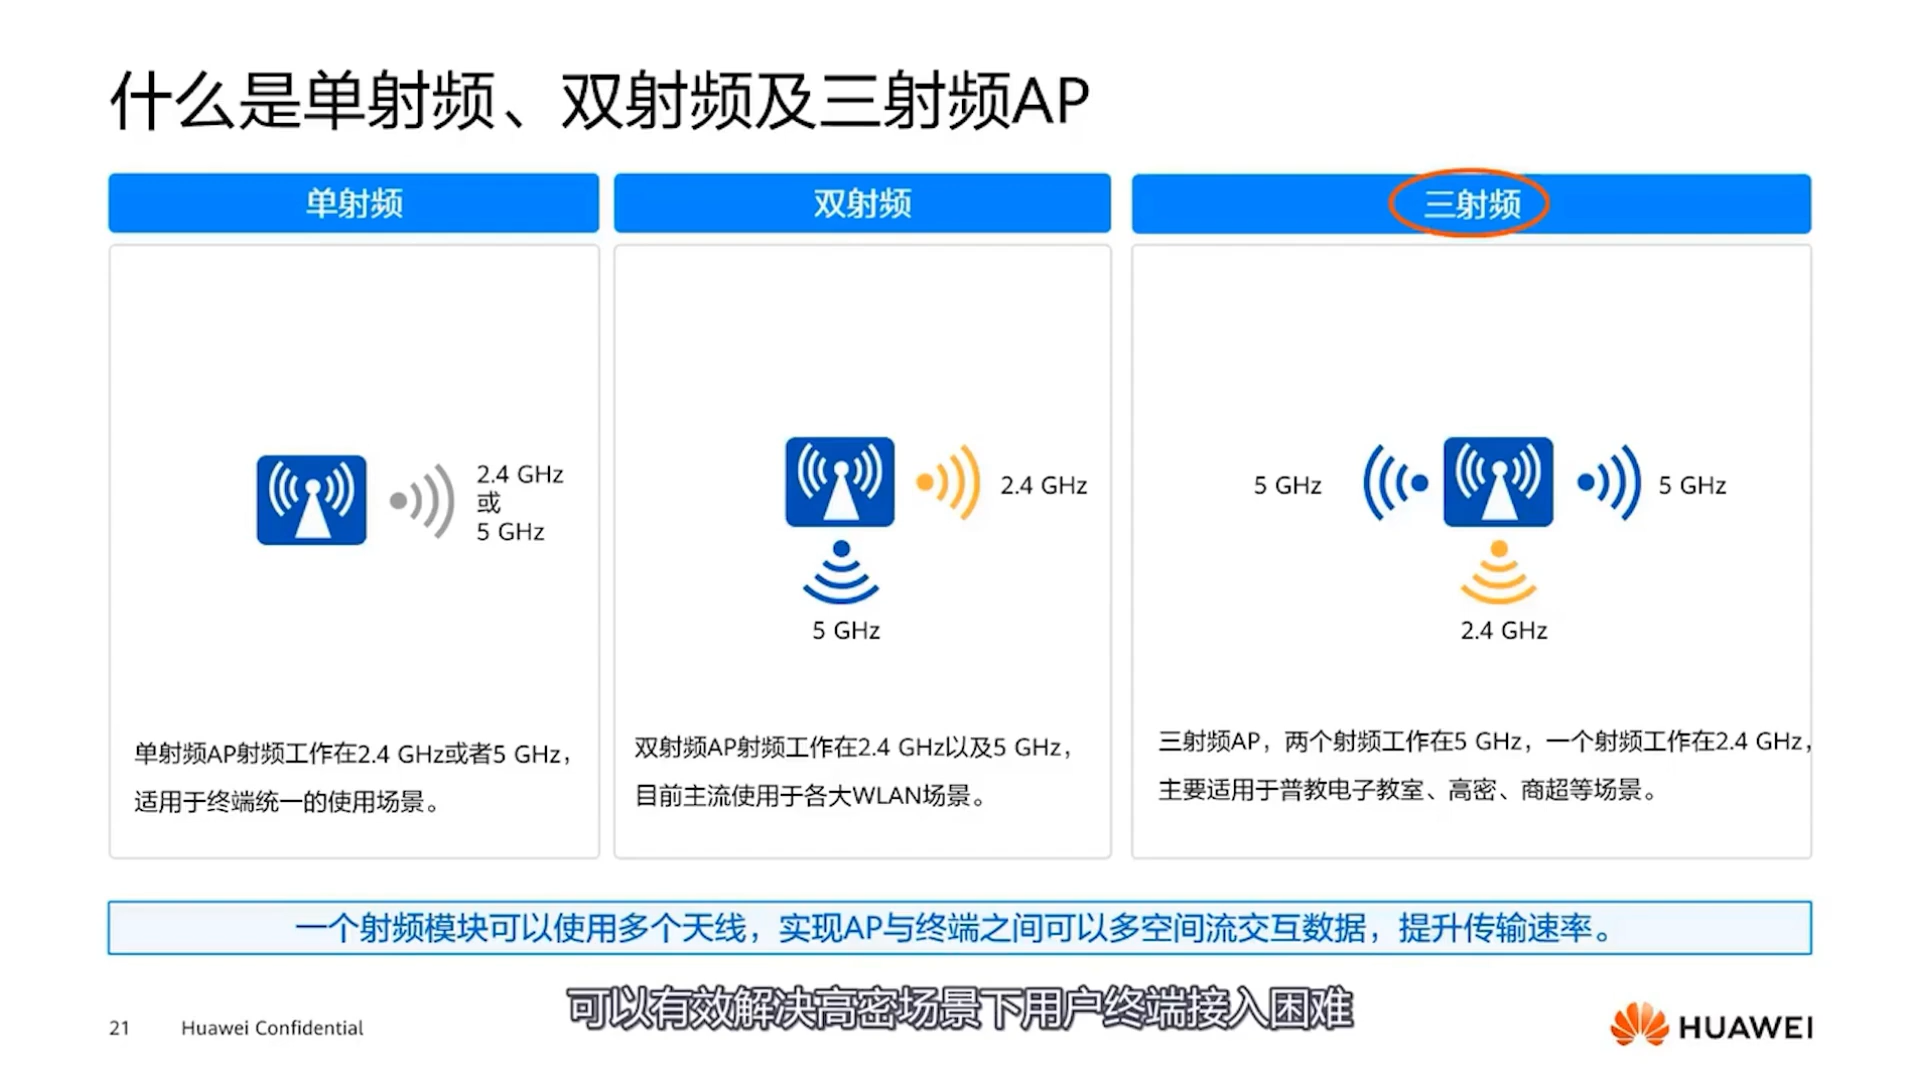 什么是单射频、双射频及三射频AP
单射频
双射频
三射频
2.4 GHz
或
5 GHz
2.4 GHz
5 GHz
5 GHz
5 GHz
2.4 GHz
单射频AP射频工作在2.4 GHz或者5 GHz，
适用于终端统一的使用场景。
双射频AP射频工作在2.4 GHz以及5 GHz，
目前主流使用于各大WLAN场景。
三射频AP，两个射频工作在5 GHz，一个射频工作在2.4 GHz，
主要适用于普教电子教室、高密、商超等场景。
一个射频模块可以使用多个天线，实现AP与终端之间可以多空间流交互数据，提升传输速率。
可以有效解决高密场景下用户终端接入困难
21 Huawei Confidential
HUAWEI